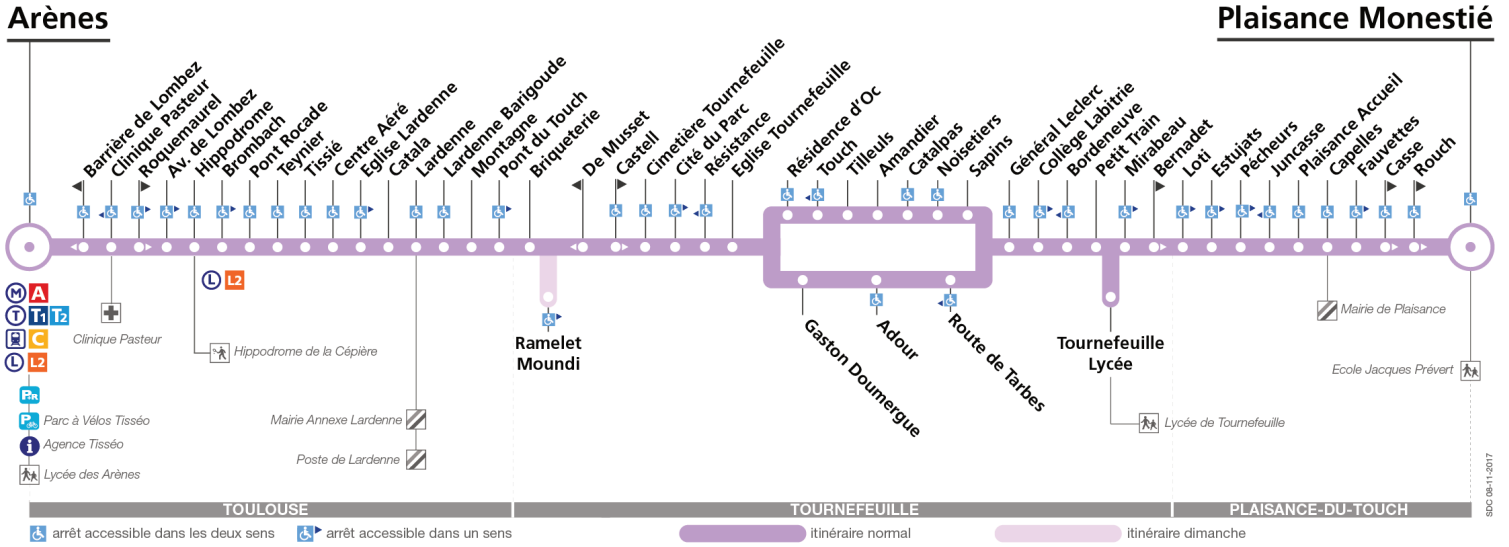 Arènes
Plaisance Monestié
Barrière de Lombez
Clinique Pasteur
Roquemaurel
Av. de Lombez
Hippodrome
Brombach
Pont Rocade
Teynier
Tissié
Centre Aéré
Eglise Lardenne
Catala
Lardenne
Lardenne Barigoude
Montagne
Pont du Touch
Briqueterie
De Musset
Castell
Cimetière Tournefeuille
Cité du Parc
Résistance
Eglise Tournefeuille
Résidence d'Oc
Touch
Tilleuls
Amandier
Catalpas
Noisetiers
Sapins
Général Leclerc
Collège Labitrie
Bordeneuve
Petit Train
Mirabeau
Bernadet
Loti
Estujats
Pécheurs
Juncasse
Plaisance Accueil
Capelles
Fauvettes
Casse
Rouch
L L2
M A
T T1 T2
C
L L2
P+R
P
Parc à Vélos Tisséo
i Agence Tisséo
Lycée des Arènes
Clinique Pasteur
Hippodrome de la Cépière
Mairie Annexe Lardenne
Poste de Lardenne
Ramelet
Moundi
Gaston Doumergue
Adour
Route de Tarbes
Tournefeuille
Lycée
Lycée de Tournefeuille
Mairie de Plaisance
Ecole Jacques Prévert
SDC 08-11-2017
TOULOUSE
TOURNEFEUILLE
PLAISANCE-DU-TOUCH
arrêt accessible dans les deux sens
arrêt accessible dans un sens
itinéraire normal
itinéraire dimanche